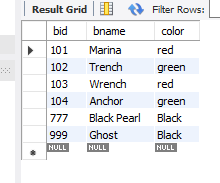 Result Grid Filter Rows:
bid bname color
101 Marina red
102 Trench green
103 Wrench red
104 Anchor green
777 Black Pearl Black
999 Ghost Black
NULL NULL NULL